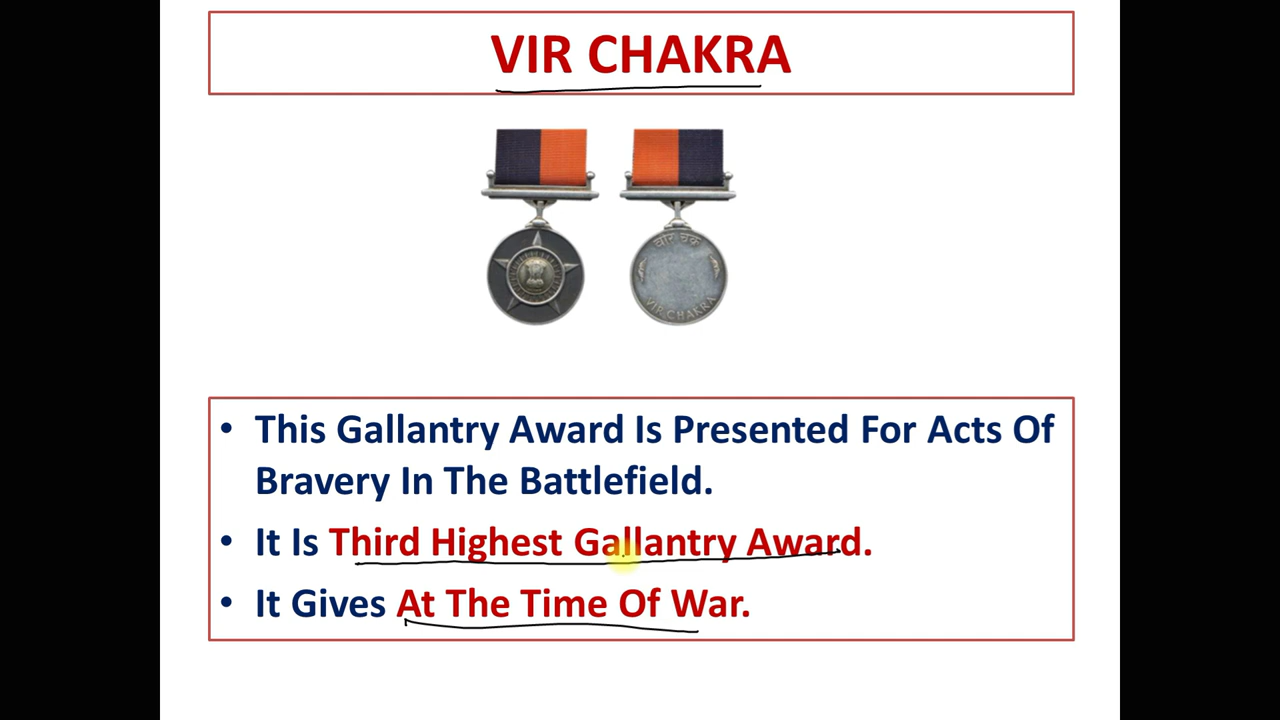 VIR CHAKRA
वीर चक्र
VIR CHAKRA
• This Gallantry Award Is Presented For Acts Of
Bravery In The Battlefield.
• It Is Third Highest Gallantry Award.
• It Gives At The Time Of War.